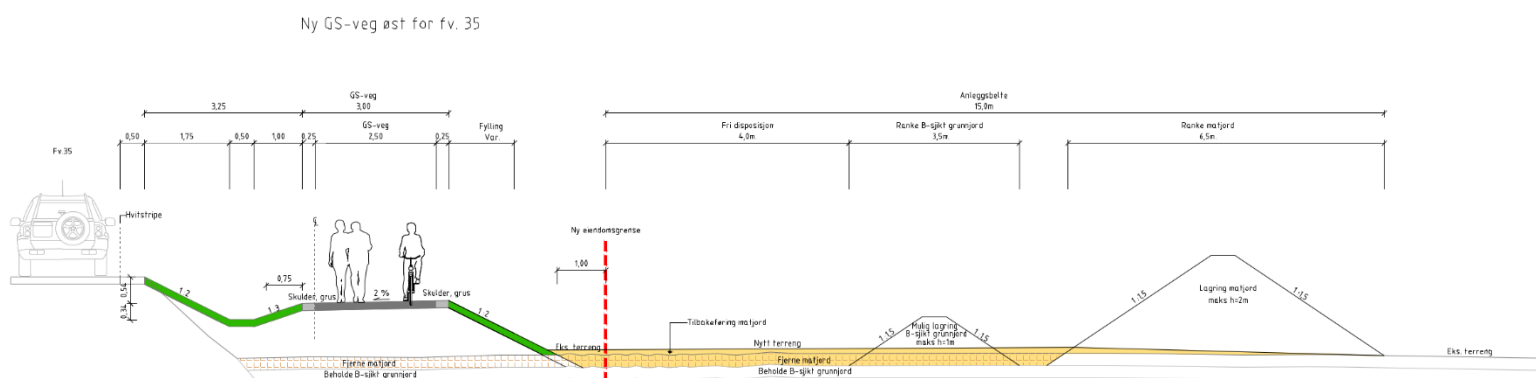 Ny GS-veg øst for fv. 35
GS-veg
Anleggsbelte
3,25
3,00
15,0m
GS-veg
Fylling
Fri disposisjon
Ranke B-sjikt grunnjord
Ranke matjord
0,50
1,75
0,50
1,00
0,25
2,50
0,25
Var.
4,0m
3,5m
6,5m
Fv.35
Hvitstripe
Ny eiendomsgrense
1,00
0,75
0,54
0,34
1:2
1:3
Skulder, grus
2 %
Skulder, grus
1:2
Lagring matjord
maks h=2m
1:1.5
1:1.5
Tilbakeføring matjord
Mulig lagring
B-sjikt grunnjord
maks h=1m
1:1.5
1:1.5
Eks. terreng
Nytt terreng
Eks. terreng
Fjerne matjord
Fjerne matjord
Beholde B-sjikt grunnjord
Beholde B-sjikt grunnjord